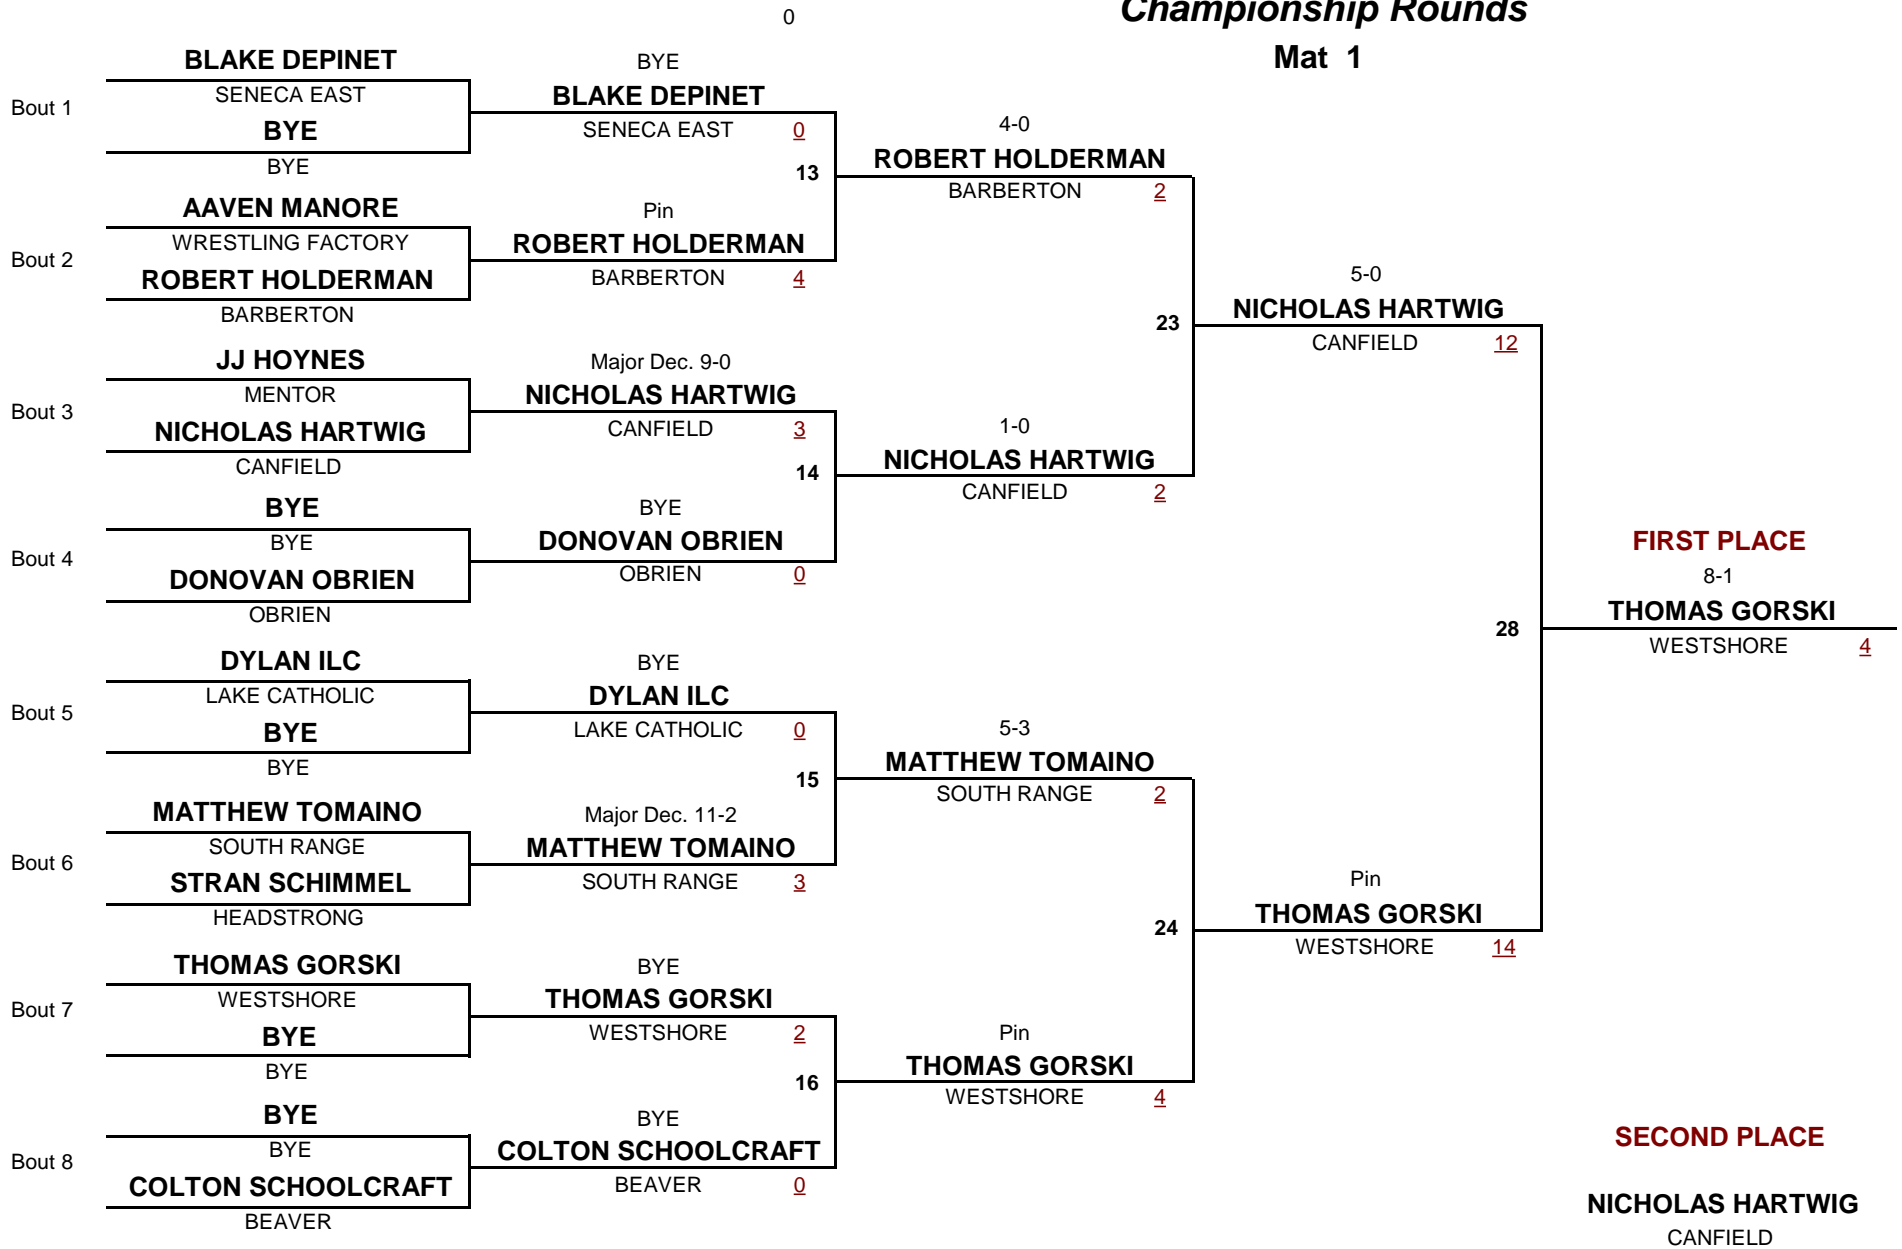 0
Championship Rounds
Mat 1
BLAKE DEPINET
SENECA EAST
Bout 1
BYE
BYE
AAVEN MANORE
WRESTLING FACTORY
Bout 2
ROBERT HOLDERMAN
BARBERTON
JJ HOYNES
MENTOR
Bout 3
NICHOLAS HARTWIG
CANFIELD
BYE
BYE
Bout 4
DONOVAN OBRIEN
OBRIEN
DYLAN ILC
LAKE CATHOLIC
Bout 5
BYE
BYE
MATTHEW TOMAINO
SOUTH RANGE
Bout 6
STRAN SCHIMMEL
HEADSTRONG
THOMAS GORSKI
WESTSHORE
Bout 7
BYE
BYE
BYE
BYE
Bout 8
COLTON SCHOOLCRAFT
BEAVER
BYE
BLAKE DEPINET
SENECA EAST 0
13
Pin
ROBERT HOLDERMAN
BARBERTON 4
Major Dec. 9-0
NICHOLAS HARTWIG
CANFIELD 3
14
BYE
DONOVAN OBRIEN
OBRIEN 0
BYE
DYLAN ILC
LAKE CATHOLIC 0
15
Major Dec. 11-2
MATTHEW TOMAINO
SOUTH RANGE 3
BYE
THOMAS GORSKI
WESTSHORE 2
16
BYE
COLTON SCHOOLCRAFT
BEAVER 0
4-0
ROBERT HOLDERMAN
BARBERTON 2
23
1-0
NICHOLAS HARTWIG
CANFIELD 2
5-3
MATTHEW TOMAINO
SOUTH RANGE 2
24
Pin
THOMAS GORSKI
WESTSHORE 4
5-0
NICHOLAS HARTWIG
CANFIELD 12
28
Pin
THOMAS GORSKI
WESTSHORE 14
FIRST PLACE
8-1
THOMAS GORSKI
WESTSHORE 4
SECOND PLACE
NICHOLAS HARTWIG
CANFIELD